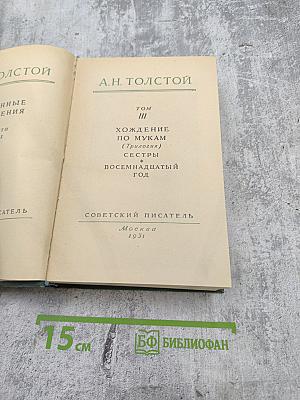 ТОЛСТОЙ
А.Н. ТОЛСТОЙ
ТОМ
III
ХОЖДЕНИЕ
ПО МУКАМ
(Трилогия)
СЕСТРЫ
ВОСЕМНАДЦАТЫЙ
ГОД
СОВЕТСКИЙ ПИСАТЕЛЬ
Москва
1951
15 см
БФ БИБЛИОФАН